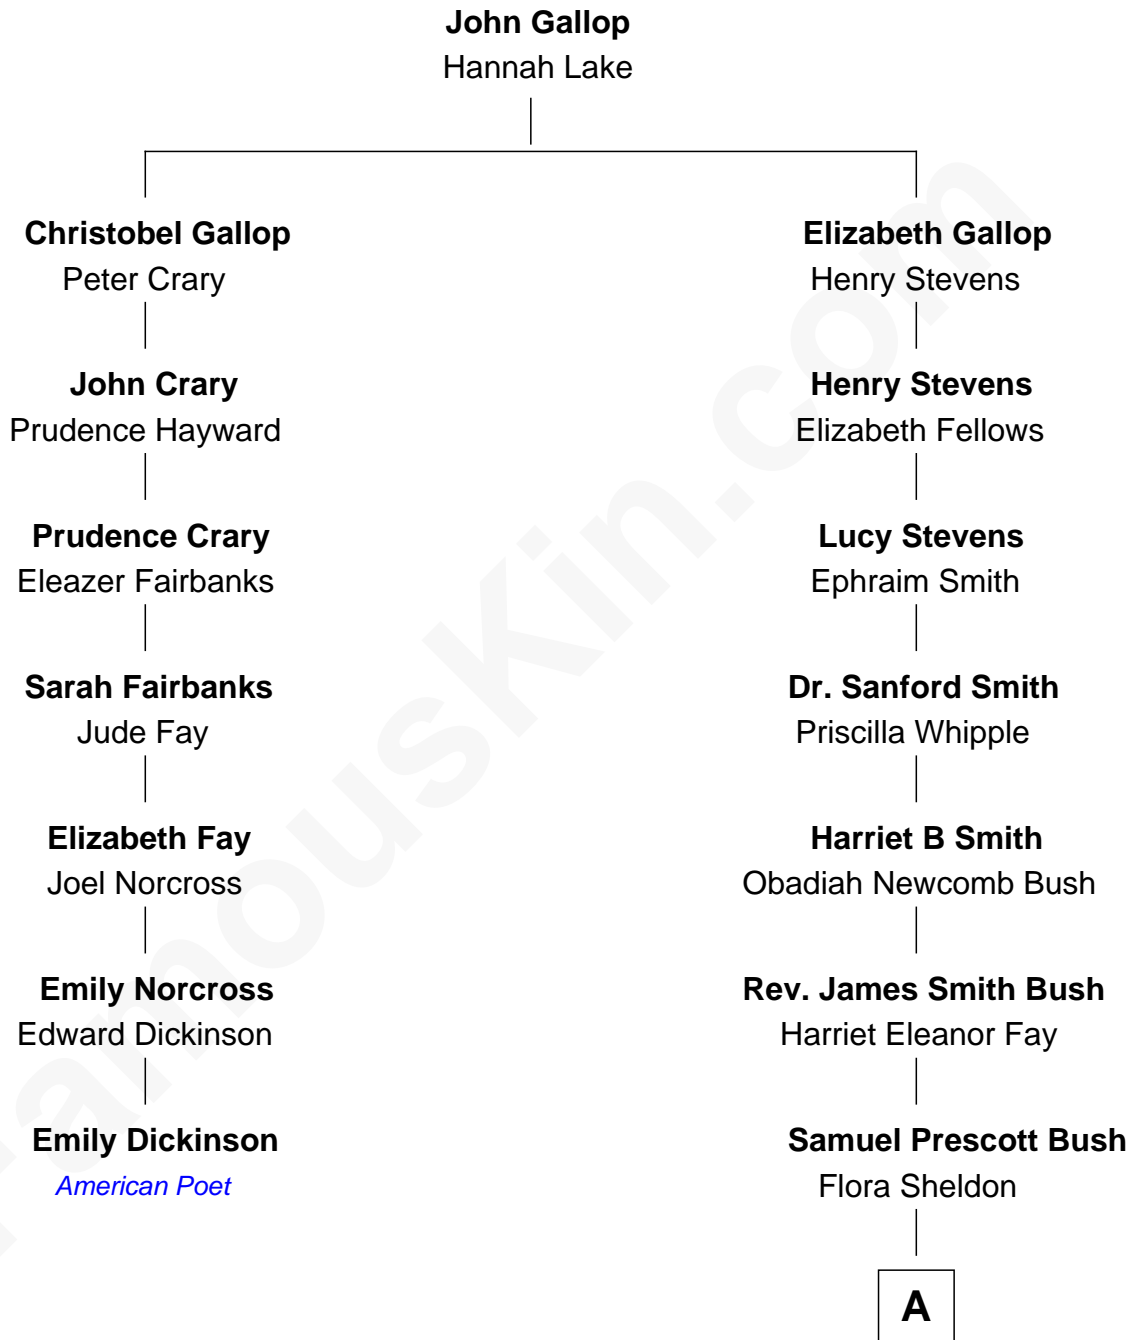 John Gallop
Hannah Lake
Christobel Gallop
Peter Crary
Elizabeth Gallop
Henry Stevens
John Crary
Prudence Hayward
Henry Stevens
Elizabeth Fellows
Prudence Crary
Eleazer Fairbanks
Lucy Stevens
Ephraim Smith
Sarah Fairbanks
Jude Fay
Dr. Sanford Smith
Priscilla Whipple
Elizabeth Fay
Joel Norcross
Harriet B Smith
Obadiah Newcomb Bush
Emily Norcross
Edward Dickinson
Rev. James Smith Bush
Harriet Eleanor Fay
Emily Dickinson
American Poet
Samuel Prescott Bush
Flora Sheldon
A
FamousKin.com